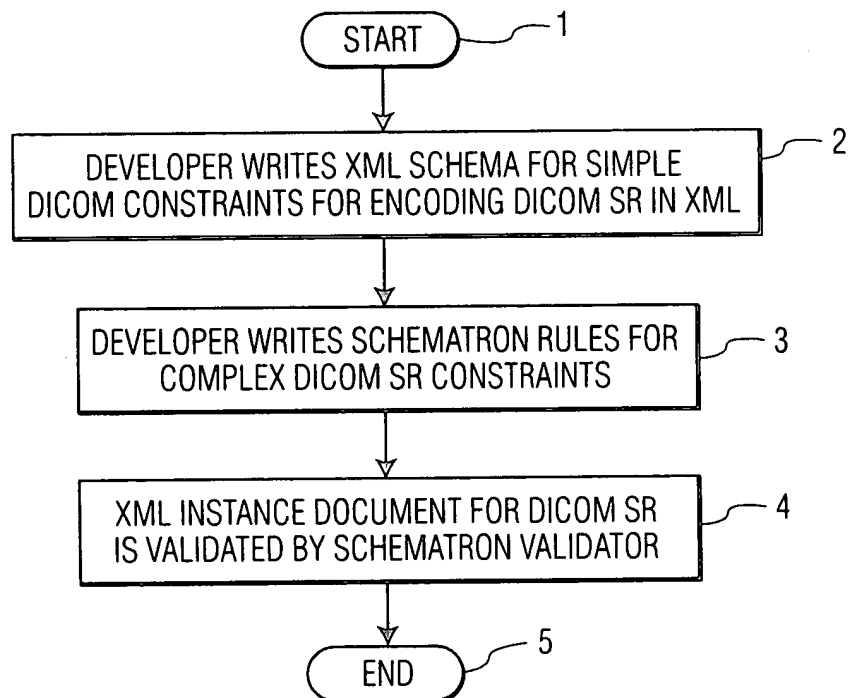 START
1
DEVELOPER WRITES XML SCHEMA FOR SIMPLE
DICOM CONSTRAINTS FOR ENCODING DICOM SR IN XML
2
DEVELOPER WRITES SCHEMATRON RULES FOR
COMPLEX DICOM SR CONSTRAINTS
3
XML INSTANCE DOCUMENT FOR DICOM SR
IS VALIDATED BY SCHEMATRON VALIDATOR
4
END
5